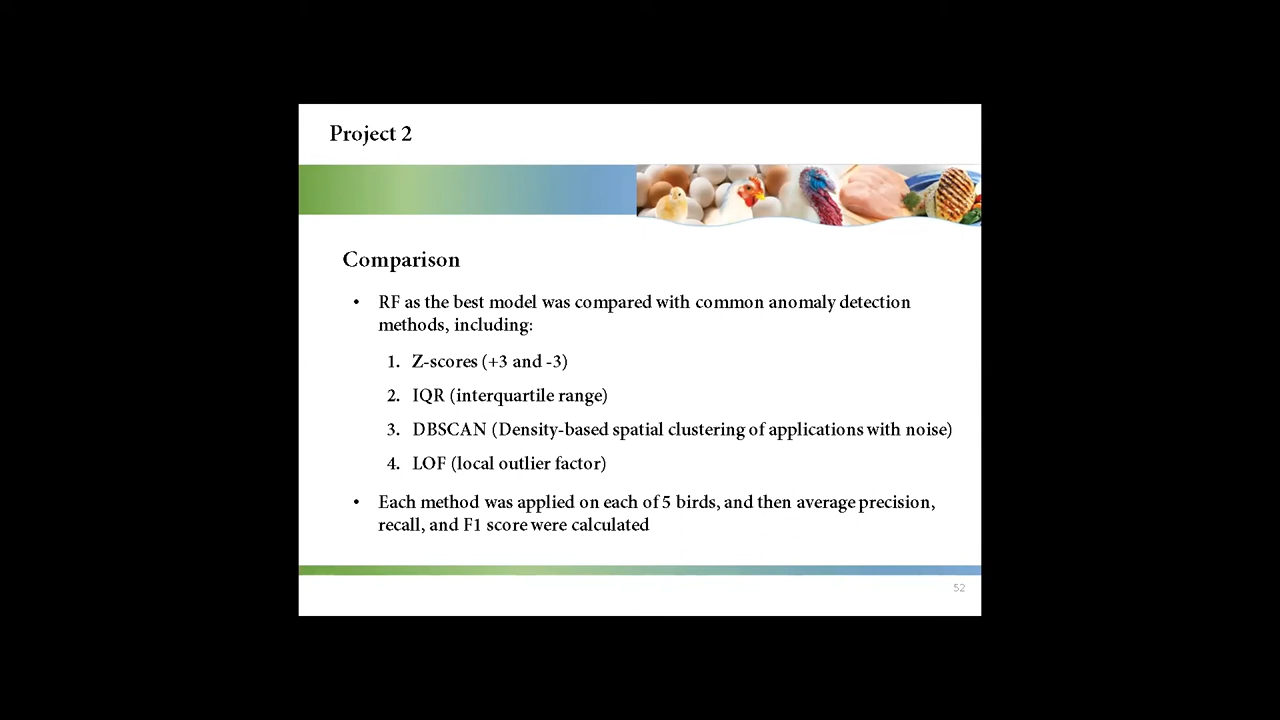 Project 2
Comparison
• RF as the best model was compared with common anomaly detection
methods, including:
1. Z-scores (+3 and -3)
2. IQR (interquartile range)
3. DBSCAN (Density-based spatial clustering of applications with noise)
4. LOF (local outlier factor)
• Each method was applied on each of 5 birds, and then average precision,
recall, and F1 score were calculated
52